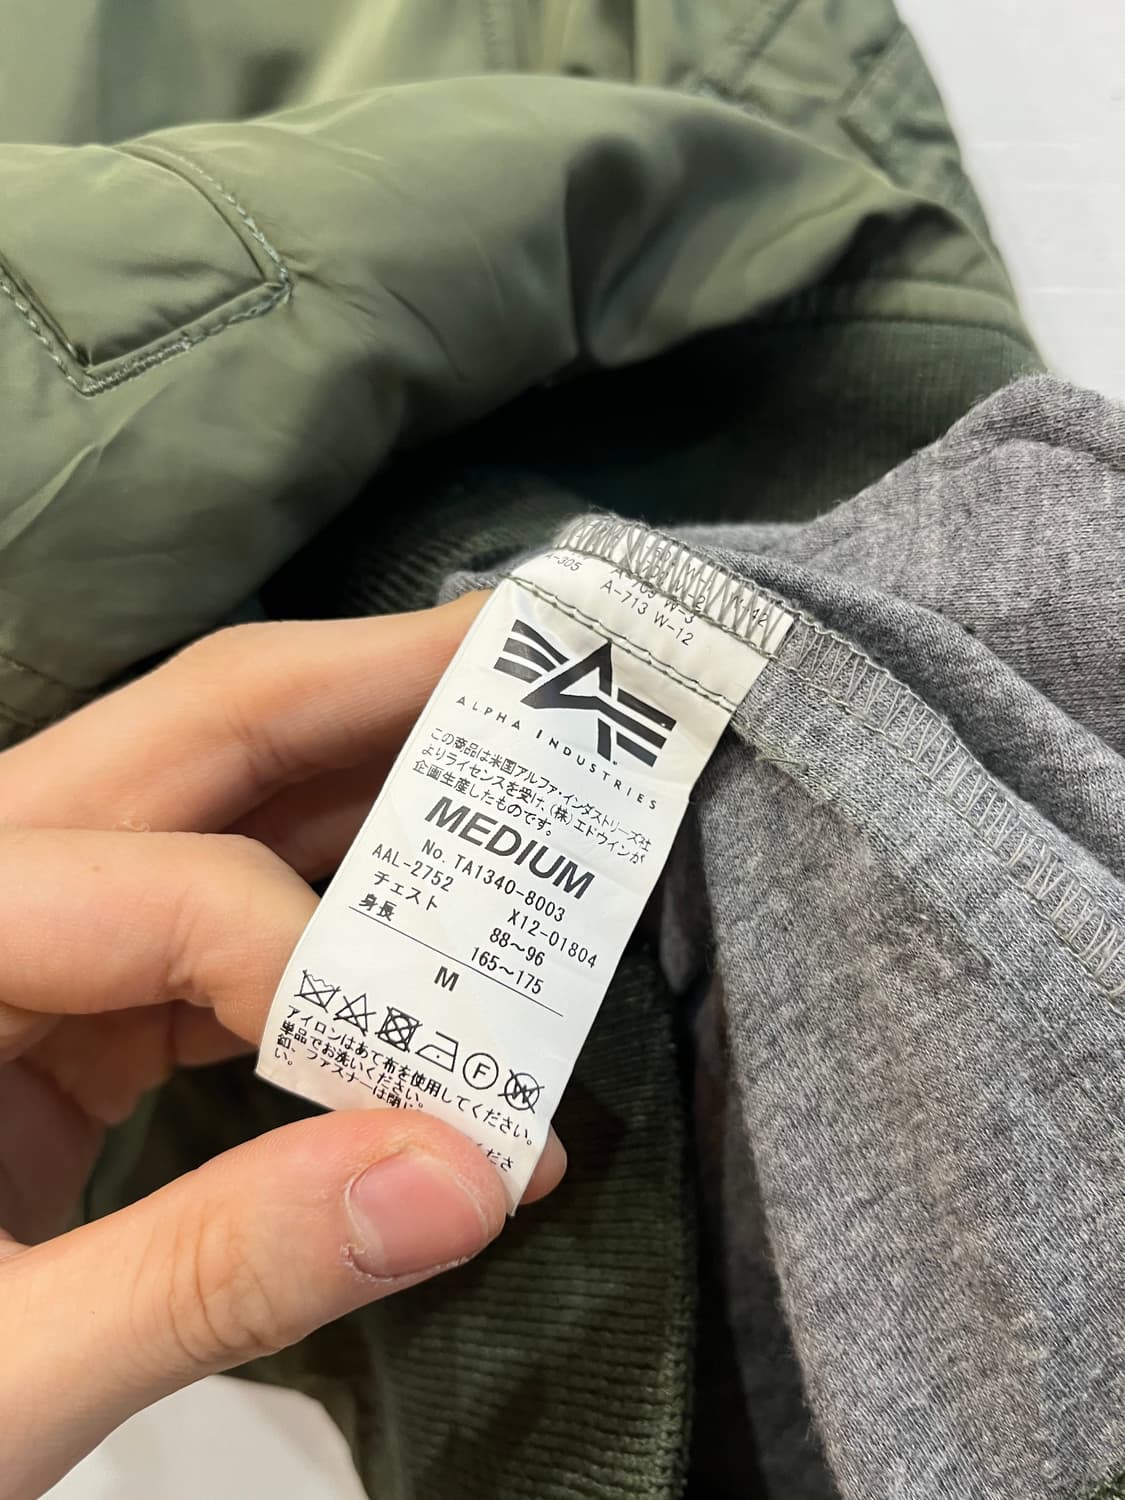 A-305
A-713 W-12
ALPHA INDUSTRIES
この商品は米国アルファ・インダストリーズ社
よりライセンスを受け、(株)エドウインが
企画生産したものです。
MEDIUM
No. TA1340-8003
AAL-2752 X12-01804
チェスト 88〜96
身長 165〜175
M
F W
アイロンはあて布を使用してください。
単品でお洗いください。
ファスナーは閉じ
ださ
い。